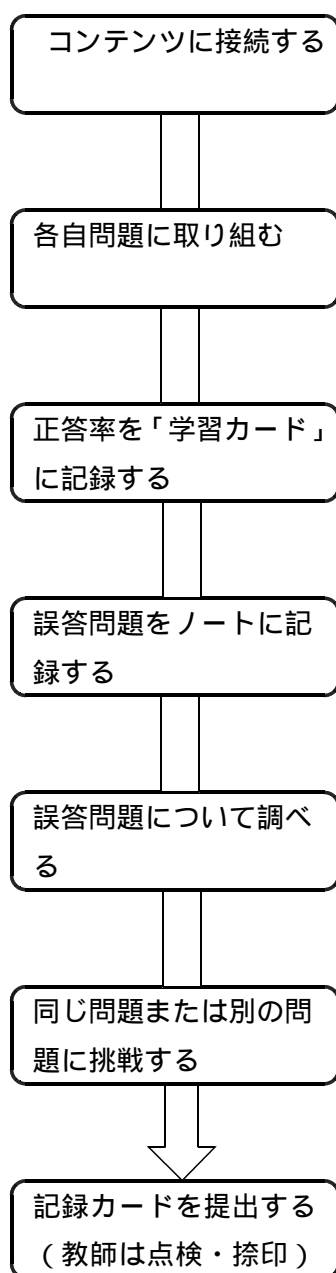 コンテンツに接続する
各自問題に取り組む
正答率を「学習カード」
に記録する
誤答問題をノートに記
録する
誤答問題について調べ
る
同じ問題または別の問
題に挑戦する
記録カードを提出する
（教師は点検・捺印）